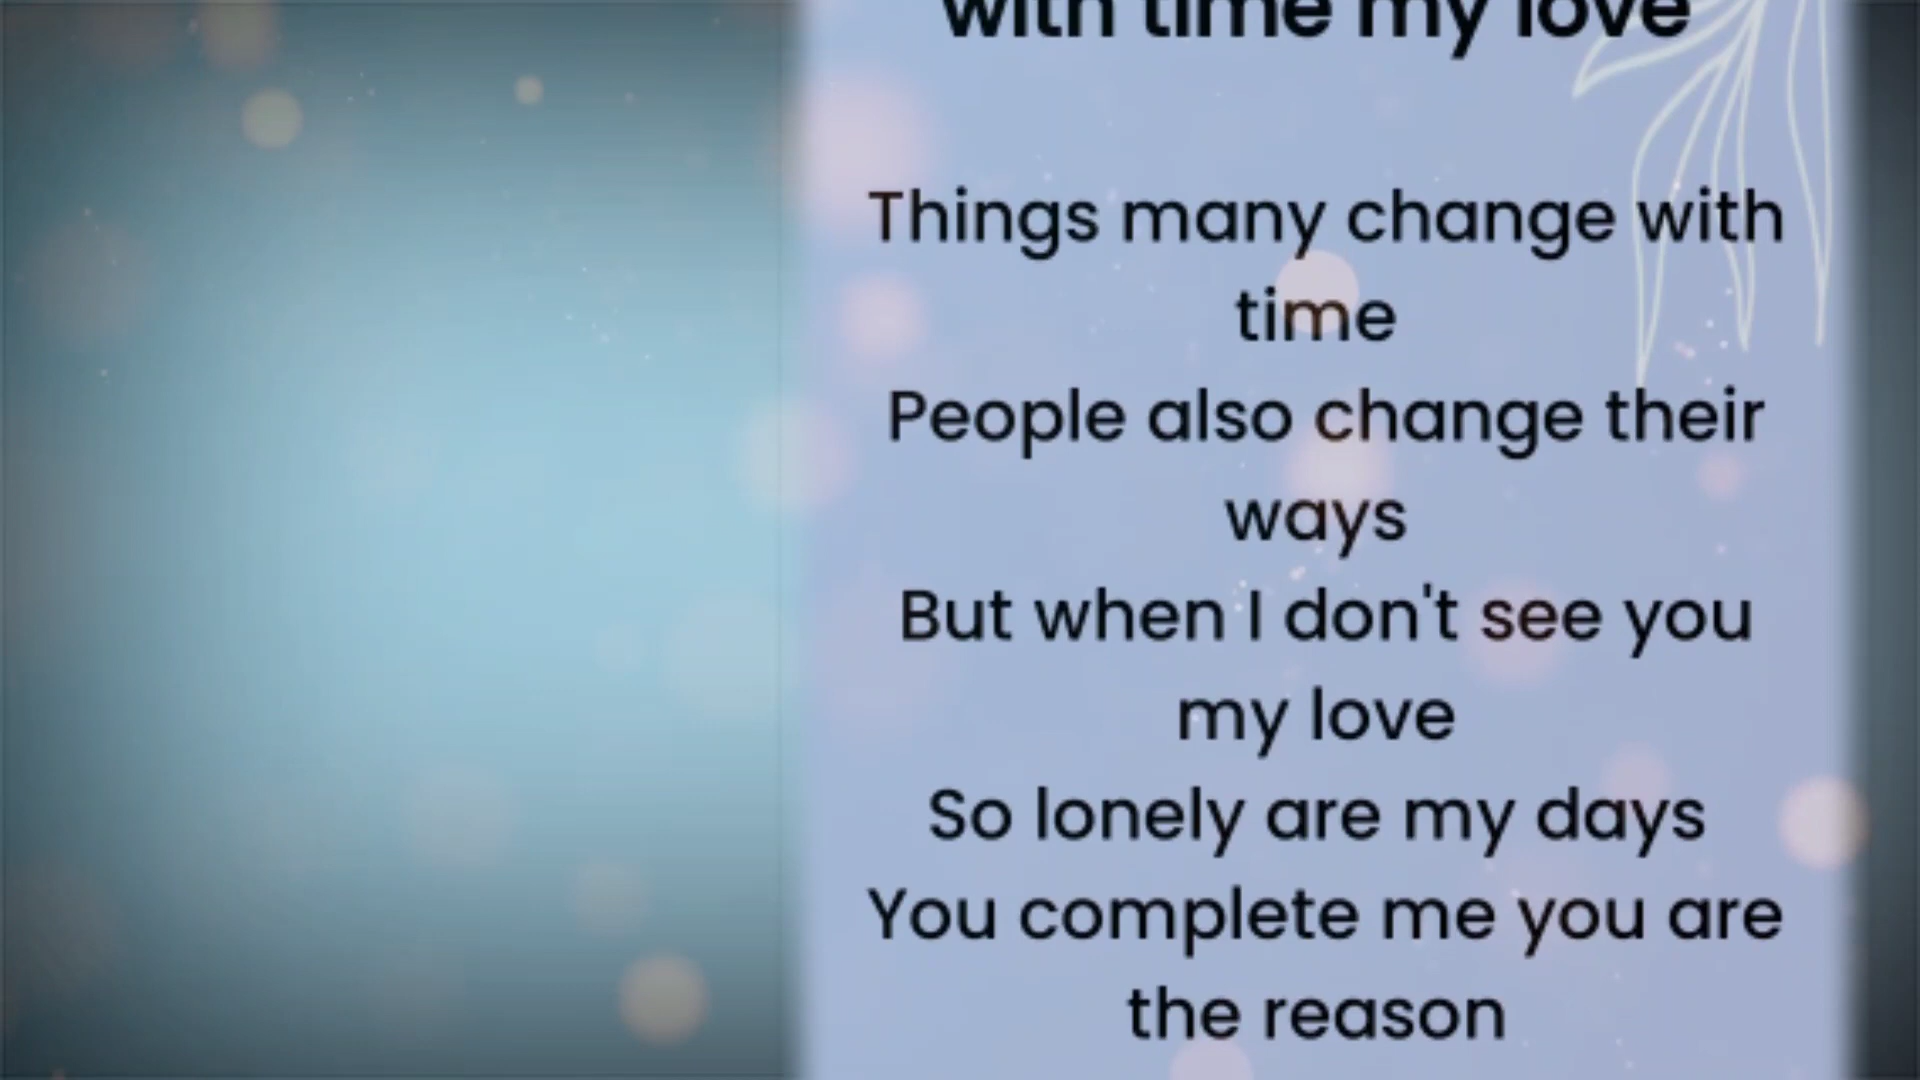 with time my love
Things many change with
time
People also change their
ways
But when I don't see you
my love
So lonely are my days
You complete me you are
the reason